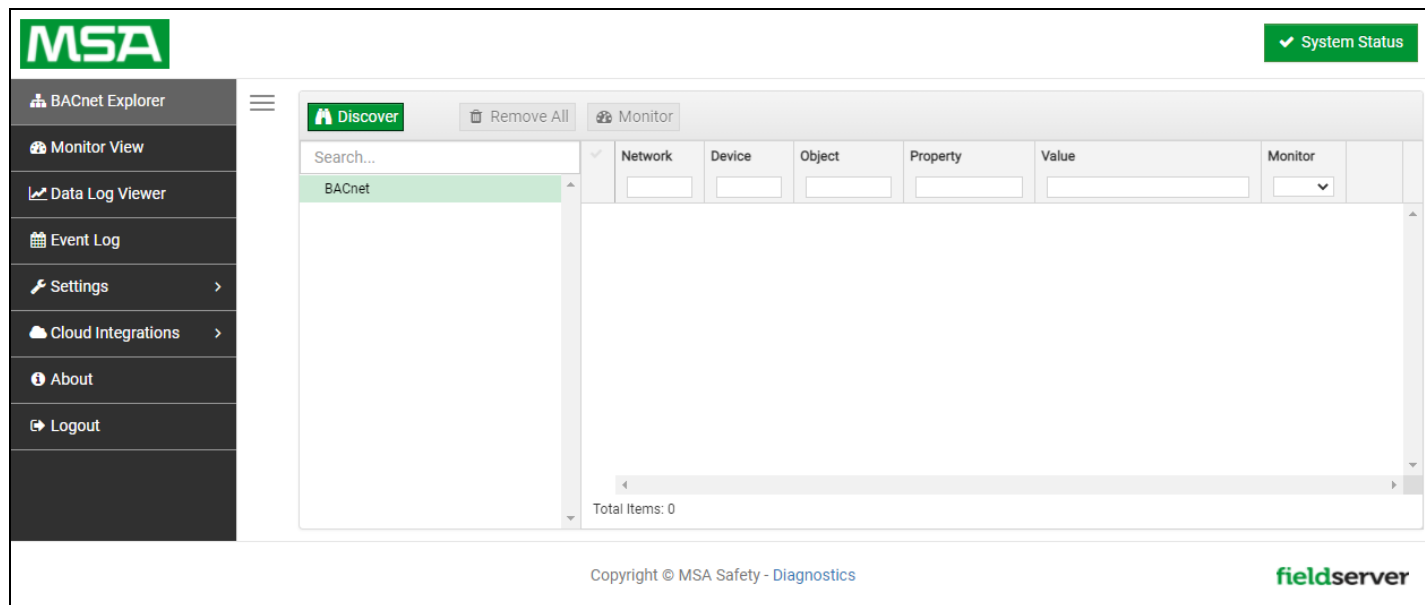 MSA
System Status
BACnet Explorer
Monitor View
Data Log Viewer
Event Log
Settings
Cloud Integrations
About
Logout
Discover
Remove All
Monitor
Search...
BACnet
Network Device Object Property Value Monitor
Total Items: 0
Copyright © MSA Safety - Diagnostics
fieldserver